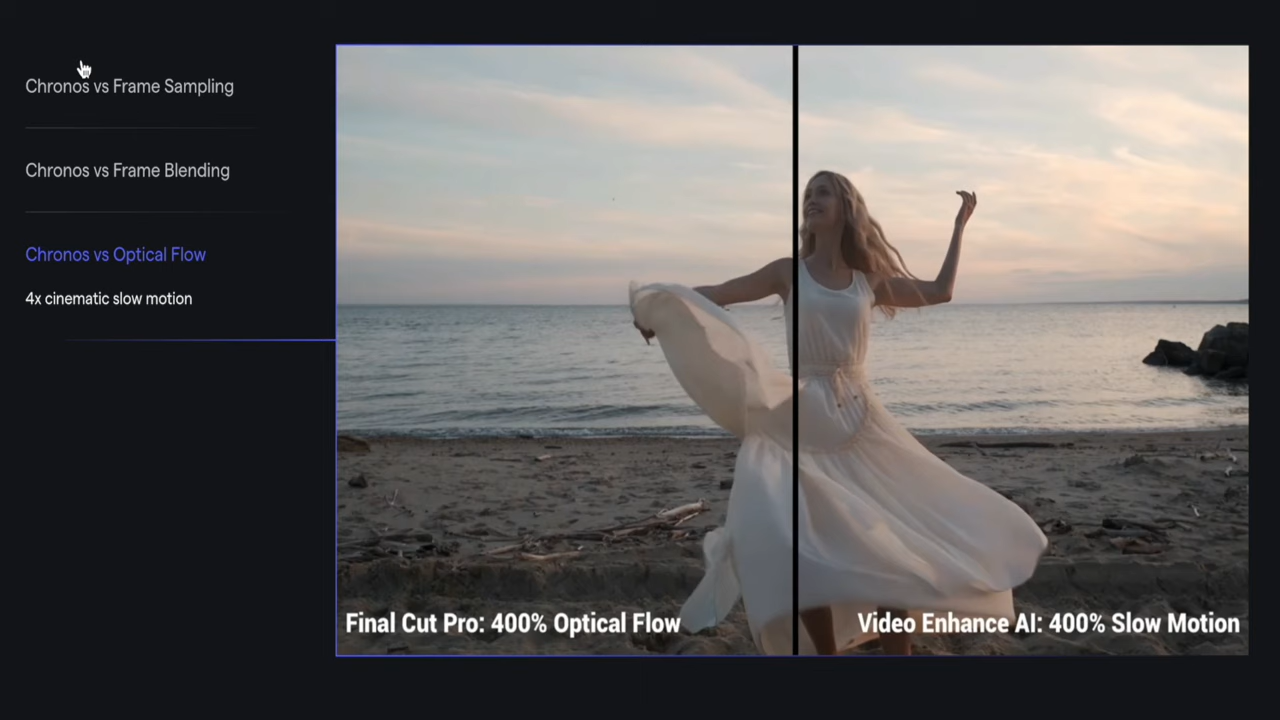 Chronos vs Frame Sampling
Chronos vs Frame Blending
Chronos vs Optical Flow
4x cinematic slow motion
Final Cut Pro: 400% Optical Flow
Video Enhance AI: 400% Slow Motion